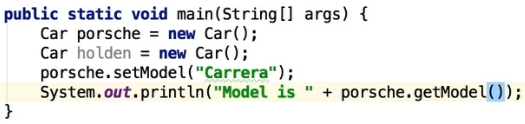 public static void main(String[] args) {
    Car porsche = new Car();
    Car holden = new Car();
    porsche.setModel("Carrera");
    System.out.println("Model is " + porsche.getModel());
}